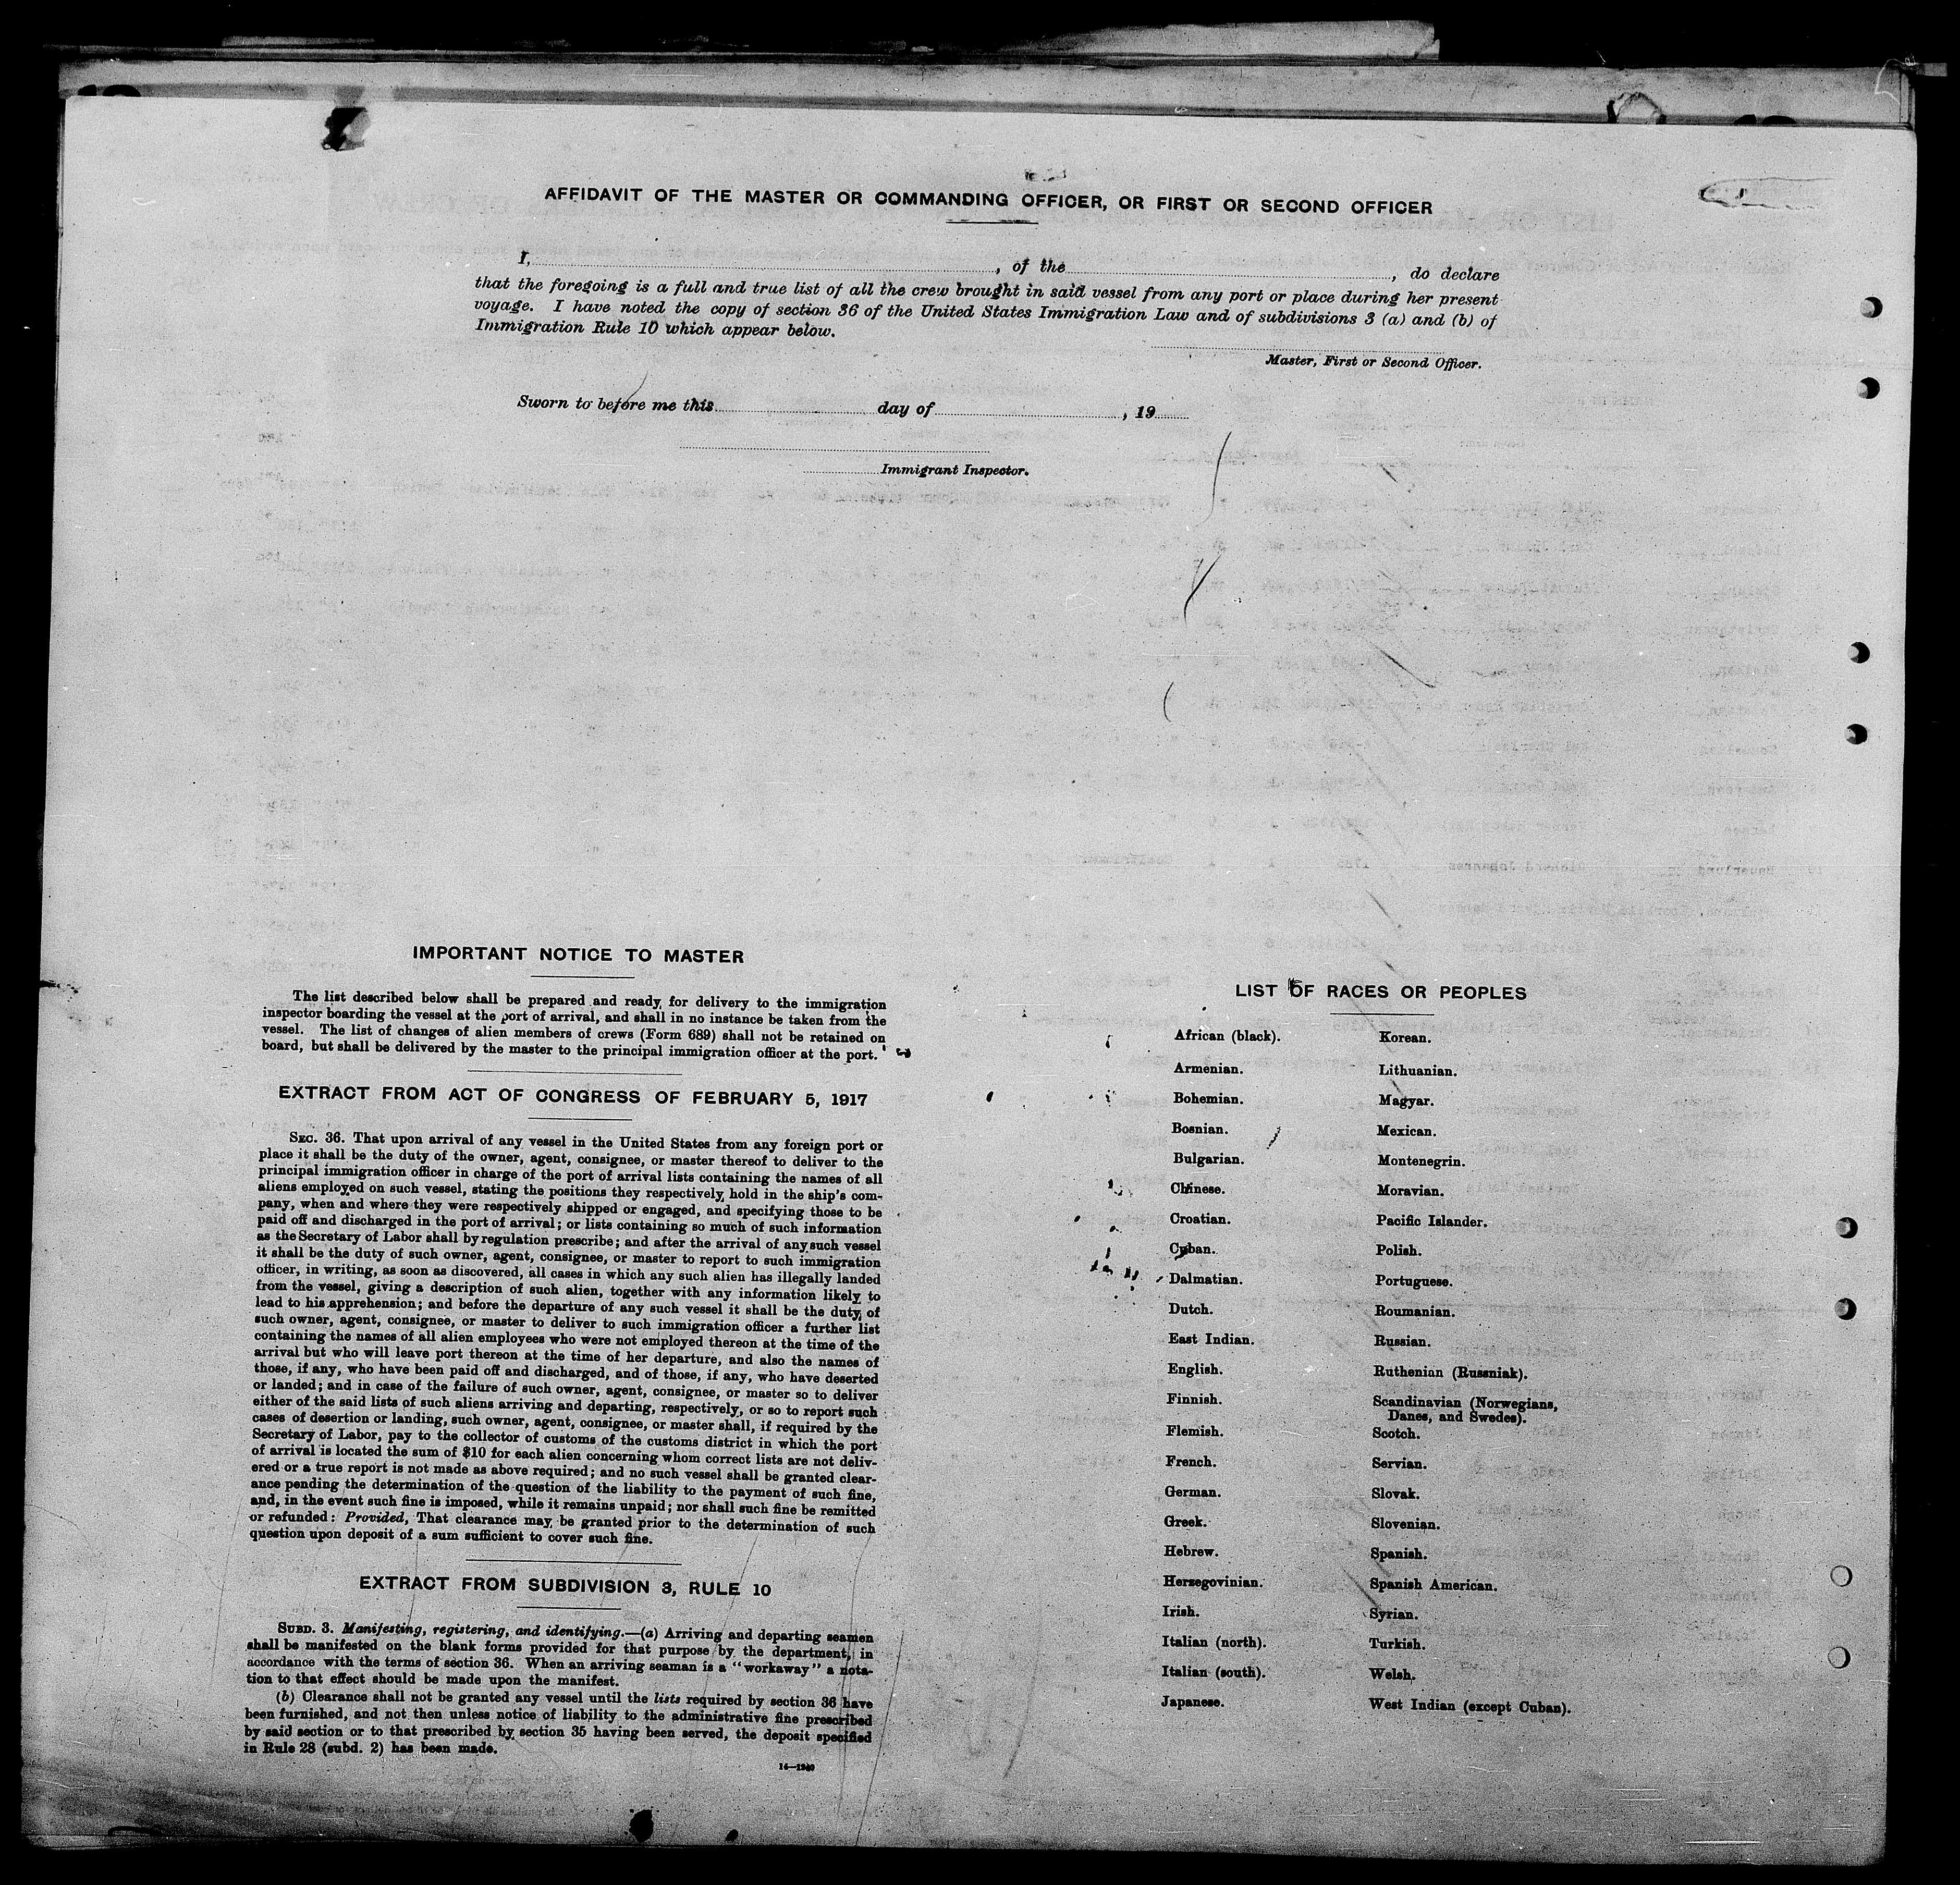 AFFIDAVIT OF THE MASTER OR COMMANDING OFFICER, OR FIRST OR SECOND OFFICER
I, , of the , do declare
that the foregoing is a full and true list of all the crew brought in said vessel from any port or place during her present
voyage. I have noted the copy of section 36 of the United States Immigration Law and of subdivisions 3 (a) and (b) of
Immigration Rule 10 which appear below.
Master, First or Second Officer.
Sworn to before me this day of , 19
Immigrant Inspector.
IMPORTANT NOTICE TO MASTER
The list described below shall be prepared and ready for delivery to the immigration
inspector boarding the vessel at the port of arrival, and shall in no instance be taken from the
vessel. The list of changes of alien members of crews (Form 689) shall not be retained on
board, but shall be delivered by the master to the principal immigration officer at the port.
EXTRACT FROM ACT OF CONGRESS OF FEBRUARY 5, 1917
SEC. 36. That upon arrival of any vessel in the United States from any foreign port or
place it shall be the duty of the owner, agent, consignee, or master thereof to deliver to the
principal immigration officer in charge of the port of arrival lists containing the names of all
aliens employed on such vessel, stating the positions they respectively hold in the ship's com-
pany, when and where they were respectively shipped or engaged, and specifying those to be
paid off and discharged in the port of arrival; or lists containing so much of such information
as the Secretary of Labor shall by regulation prescribe; and after the arrival of any such vessel
it shall be the duty of such owner, agent, consignee, or master to report to such immigration
officer, in writing, as soon as discovered, all cases in which any such alien has illegally landed
from the vessel, giving a description of such alien, together with any information likely to
lead to his apprehension; and before the departure of any such vessel it shall be the duty of
such owner, agent, consignee, or master to deliver to such immigration officer a further list
containing the names of all alien employees who were not employed thereon at the time of the
arrival but who will leave port thereon at the time of her departure, and also the names of
those, if any, who have been paid off and discharged, and of those, if any, who have deserted
or landed; and in case of the failure of such owner, agent, consignee, or master so to deliver
either of the said lists of such aliens arriving and departing, respectively, or so to report such
cases of desertion or landing, such owner, agent, consignee, or master shall, if required by the
Secretary of Labor, pay to the collector of customs of the customs district in which the port
of arrival is located the sum of $10 for each alien concerning whom correct lists are not deliv-
ered or a true report is not made as above required; and no such vessel shall be granted clear-
ance pending the determination of the question of the liability to the payment of such fine,
and, in the event such fine is imposed, while it remains unpaid; nor shall such fine be remitted
or refunded: Provided, That clearance may be granted prior to the determination of such
question upon deposit of a sum sufficient to cover such fine.
EXTRACT FROM SUBDIVISION 3, RULE 10
SUBD. 3. Manifesting, registering, and identifying.—(a) Arriving and departing seamen
shall be manifested on the blank forms provided for that purpose by the department, in
accordance with the terms of section 36. When an arriving seaman is a "workaway" a nota-
tion to that effect should be made upon the manifest.
(b) Clearance shall not be granted any vessel until the lists required by section 36 have
been furnished, and not then unless notice of liability to the administrative fine prescribed
by said section or to that prescribed by section 35 having been served, the deposit specified
in Rule 28 (subd. 2) has been made.
LIST OF RACES OR PEOPLES
African (black).
Armenian.
Bohemian.
Bosnian.
Bulgarian.
Chinese.
Croatian.
Cuban.
Dalmatian.
Dutch.
East Indian.
English.
Finnish.
Flemish.
French.
German.
Greek.
Hebrew.
Herzegovinian.
Irish.
Italian (north).
Italian (south).
Japanese.
Korean.
Lithuanian.
Magyar.
Mexican.
Montenegrin.
Moravian.
Pacific Islander.
Polish.
Portuguese.
Roumanian.
Russian.
Ruthenian (Russniak).
Scandinavian (Norwegians,
Danes, and Swedes).
Scotch.
Servian.
Slovak.
Slovenian.
Spanish.
Spanish American.
Syrian.
Turkish.
Welsh.
West Indian (except Cuban).